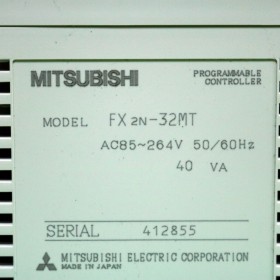 MITSUBISHI
PROGRAMMABLE
CONTROLLER
MODEL FX2N-32MT
AC85~264V 50/60Hz
40 VA
SERIAL 412855
MITSUBISHI ELECTRIC CORPORATION
MADE IN JAPAN